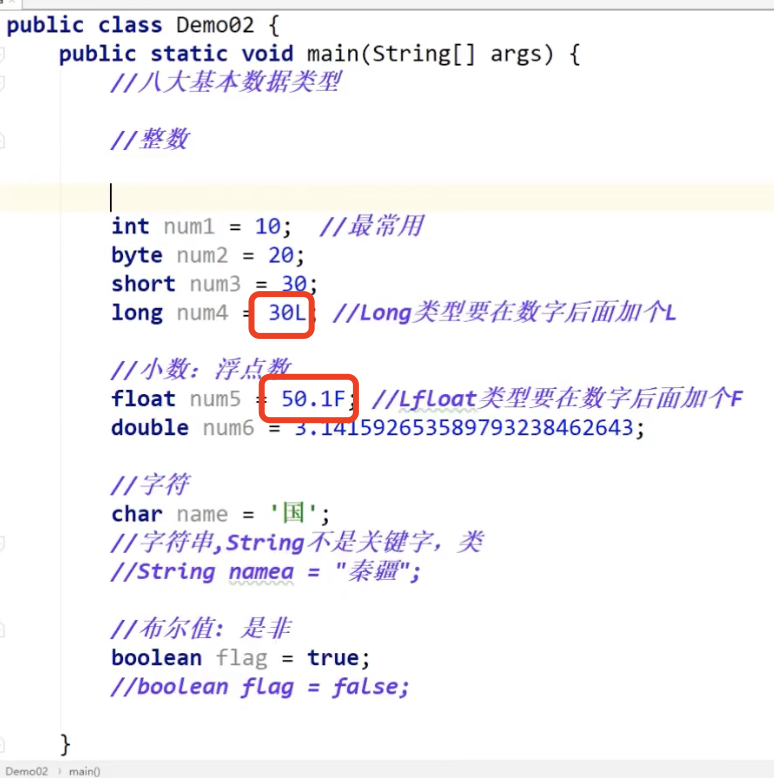 public class Demo02 {
public static void main(String[] args) {
//八大基本数据类型
//整数
int num1 = 10; //最常用
byte num2 = 20;
short num3 = 30;
long num4 = 30L; //Long类型要在数字后面加个L
//小数：浮点数
float num5 = 50.1F; //Lfloat类型要在数字后面加个F
double num6 = 3.141592653589793238462643;
//字符
char name = '国';
//字符串,String不是关键字，类
//String namea = "秦疆";
//布尔值：是非
boolean flag = true;
//boolean flag = false;
}
Demo02 › main()